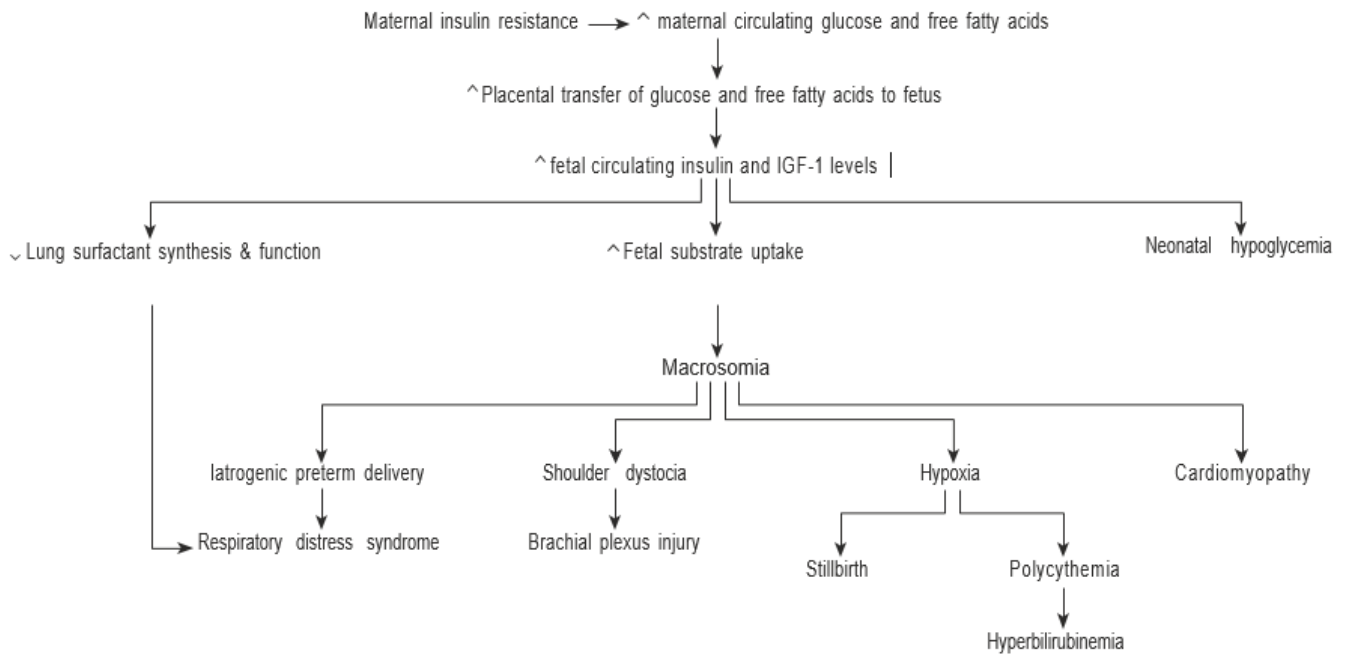 Maternal insulin resistance ^ maternal circulating glucose and free fatty acids
^Placental transfer of glucose and free fatty acids to fetus
^fetal circulating insulin and IGF-1 levels
⌄ Lung surfactant synthesis & function
^Fetal substrate uptake
Neonatal hypoglycemia
Macrosomia
Iatrogenic preterm delivery
Shoulder dystocia
Hypoxia
Cardiomyopathy
Respiratory distress syndrome
Brachial plexus injury
Stillbirth
Polycythemia
Hyperbilirubinemia